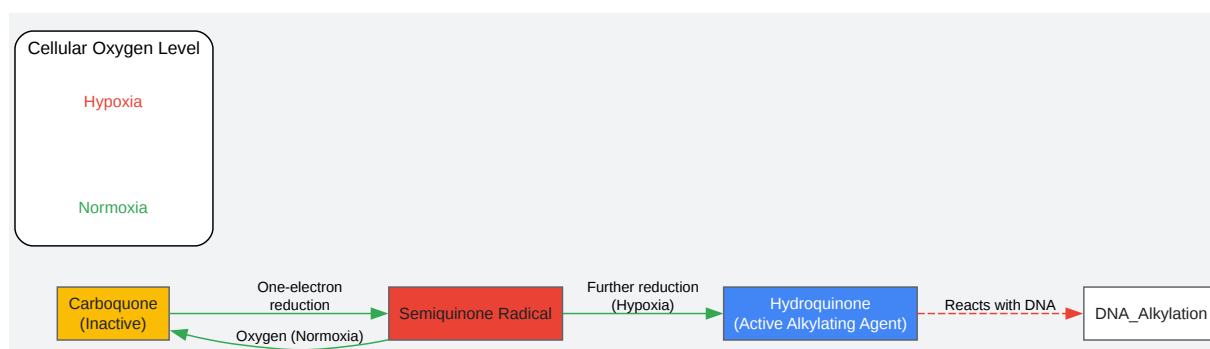 Cellular Oxygen Level
Hypoxia
Normoxia
Carboquone
(Inactive)
One-electron
reduction
Oxygen (Normoxia)
Semiquinone Radical
Further reduction
(Hypoxia)
Hydroquinone
(Active Alkylating Agent)
Reacts with DNA
DNA_Alkylation